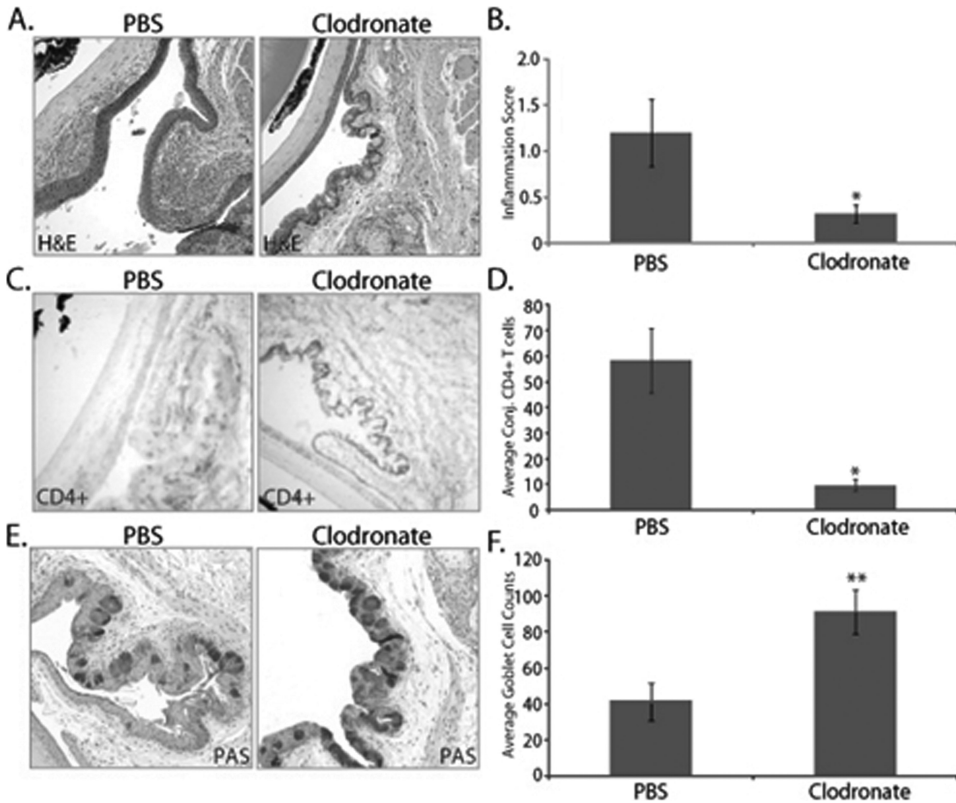 A.
PBS
Clodronate
H&E
H&E
B.
Inflammation Socre
2.0
1.5
1.0
0.5
0
*
PBS
Clodronate
C.
PBS
Clodronate
CD4+
CD4+
D.
Average Conj. CD4+ T cells
80
70
60
50
40
30
20
10
0
*
PBS
Clodronate
E.
PBS
Clodronate
PAS
PAS
F.
Average Goblet Cell Counts
120
100
80
60
40
20
0
**
PBS
Clodronate